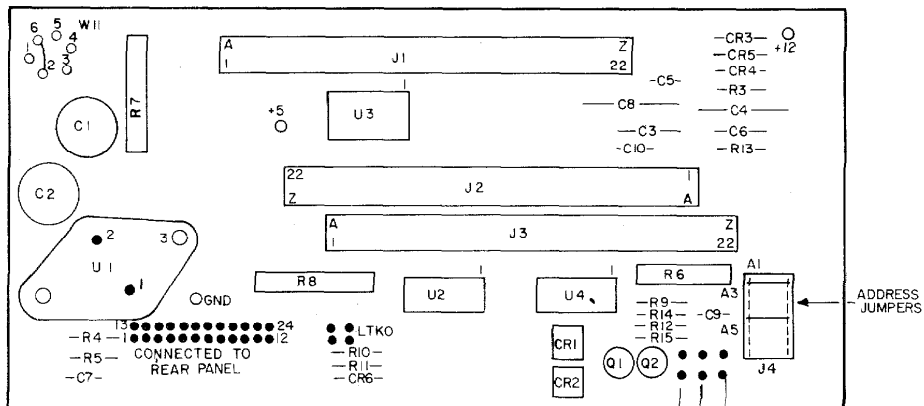 6 5 W11
1 4
2 3
R7
C1
C2
A Z
J1
1 22
+5
U3
1
CR3
+12
CR5
CR4
R3
C5
C8
C4
C3
C6
C10
R13
22 1
J2
Z A
A Z
J3
1 22
2 3
U1
1
GND
R8
U2
1
U4
1
R6
A1
A3
A5
J4
ADDRESS
JUMPERS
R9
R14
C9
R12
R15
13 24
R4 1 12
CONNECTED TO
REAR PANEL
R5
C7
LTKO
R10
R11
CR6
CR1
CR2
Q1 Q2